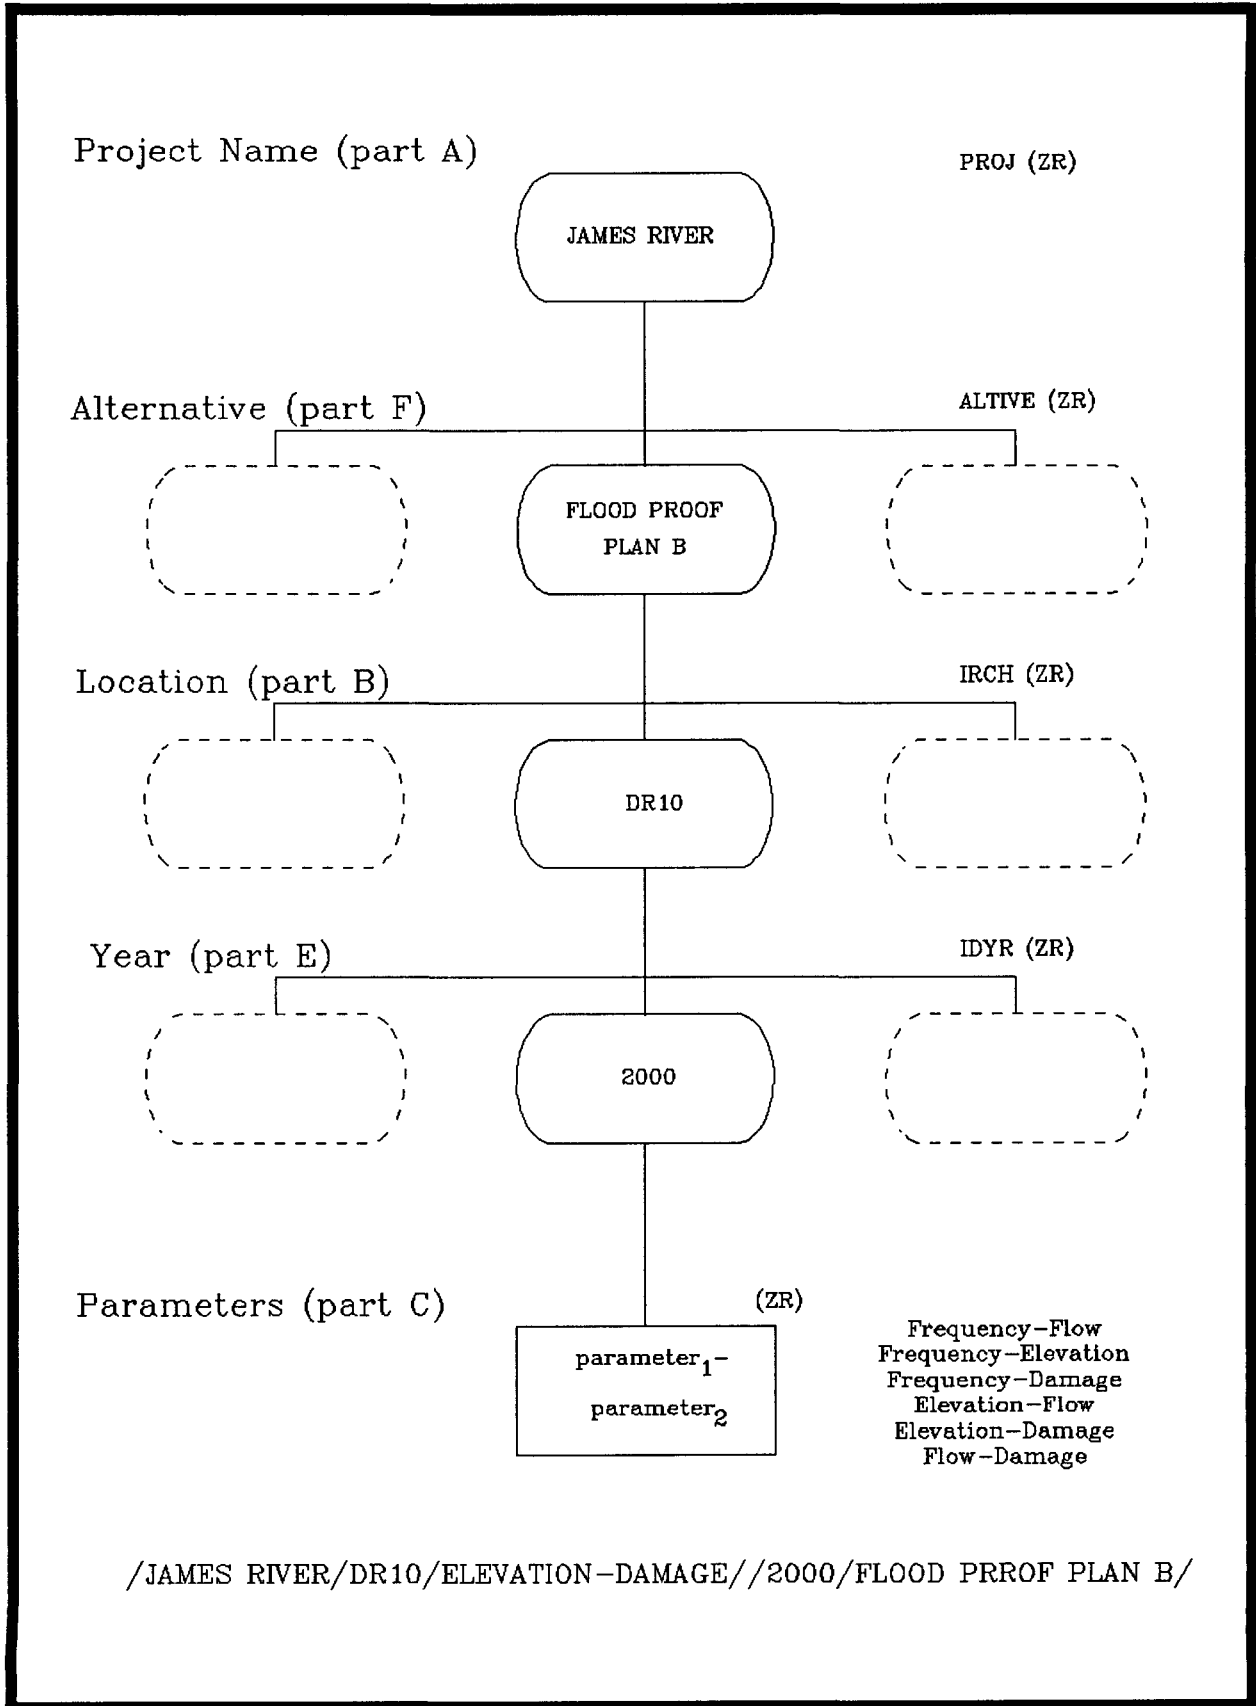 Project Name (part A)
PROJ (ZR)
JAMES RIVER
Alternative (part F)
ALTIVE (ZR)
FLOOD PROOF
PLAN B
Location (part B)
IRCH (ZR)
DR10
Year (part E)
IDYR (ZR)
2000
Parameters (part C)
(ZR)
parameter1-
parameter2
Frequency-Flow
Frequency-Elevation
Frequency-Damage
Elevation-Flow
Elevation-Damage
Flow-Damage
/JAMES RIVER/DR10/ELEVATION-DAMAGE//2000/FLOOD PRROF PLAN B/